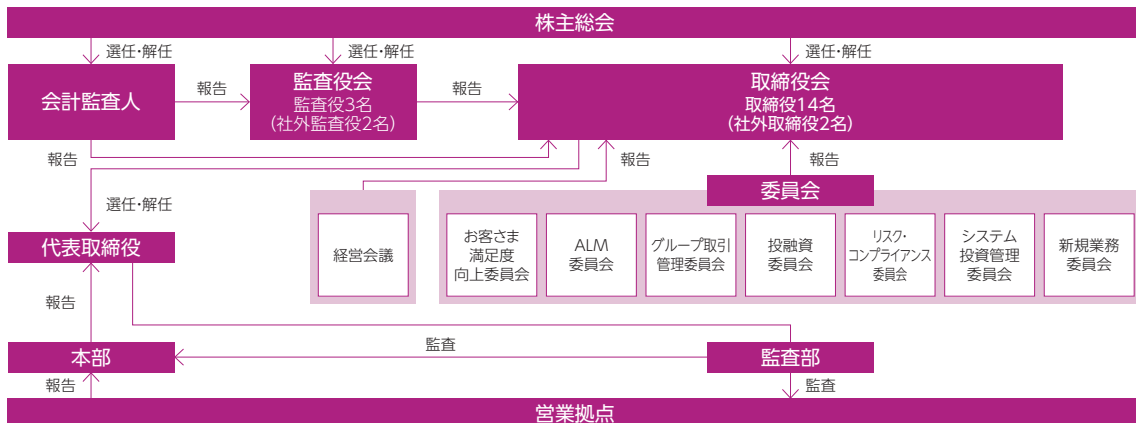 株主総会
選任・解任
選任・解任
選任・解任
会計監査人
報告
監査役会
監査役3名
（社外監査役2名）
報告
取締役会
取締役14名
（社外取締役2名）
報告
報告
報告
選任・解任
委員会
代表取締役
経営会議
お客さま
満足度
向上委員会
ALM
委員会
グループ取引
管理委員会
投融資
委員会
リスク・
コンプライアンス
委員会
システム
投資管理
委員会
新規業務
委員会
報告
本部
監査
監査部
報告
監査
営業拠点